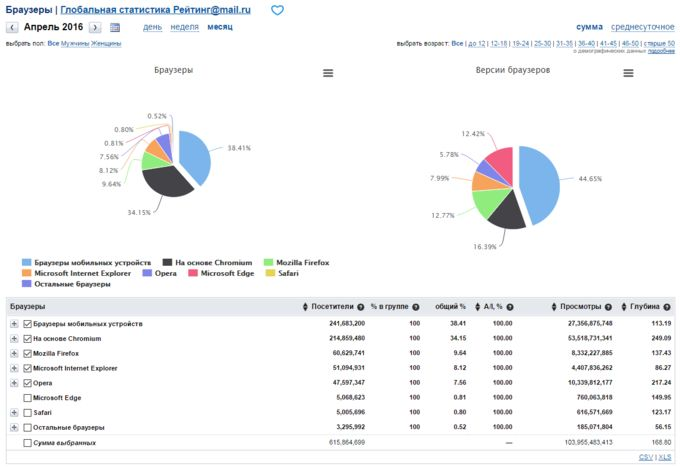 Браузеры | Глобальная статистика Рейтинг@mail.ru
Апрель 2016 день неделя месяц сумма среднесуточное
выбрать пол: Все Мужчины Женщины
выбрать возраст: Все | до 12 | 12-18 | 19-24 | 25-30 | 31-35 | 36-40 | 41-45 | 46-50 | старше 50
о демографических данных подробнее
Браузеры
0.52%
0.80%
0.81%
7.56%
8.12%
9.64%
34.15%
38.41%
Браузеры мобильных устройств На основе Chromium Mozilla Firefox
Microsoft Internet Explorer Opera Microsoft Edge Safari
Остальные браузеры
Версии браузеров
12.42%
5.78%
7.99%
12.77%
16.39%
44.65%
Браузеры Посетители ? % в группе ? общий % А/I, % ? Просмотры ? Глубина ?
Браузеры мобильных устройств 241,683,200 100 38.41 100.00 27,356,875,748 113.19
На основе Chromium 214,859,480 100 34.15 100.00 53,518,731,341 249.09
Mozilla Firefox 60,629,741 100 9.64 100.00 8,332,227,885 137.43
Microsoft Internet Explorer 51,094,931 100 8.12 100.00 4,407,836,262 86.27
Opera 47,597,347 100 7.56 100.00 10,339,812,177 217.24
Microsoft Edge 5,068,623 100 0.81 100.00 760,063,818 149.95
Safari 5,005,696 100 0.80 100.00 616,571,669 123.17
Остальные браузеры 3,295,992 100 0.52 100.00 185,071,804 56.15
Сумма выбранных 615,864,699 — 103,955,483,413 168.80
CSV | XLS